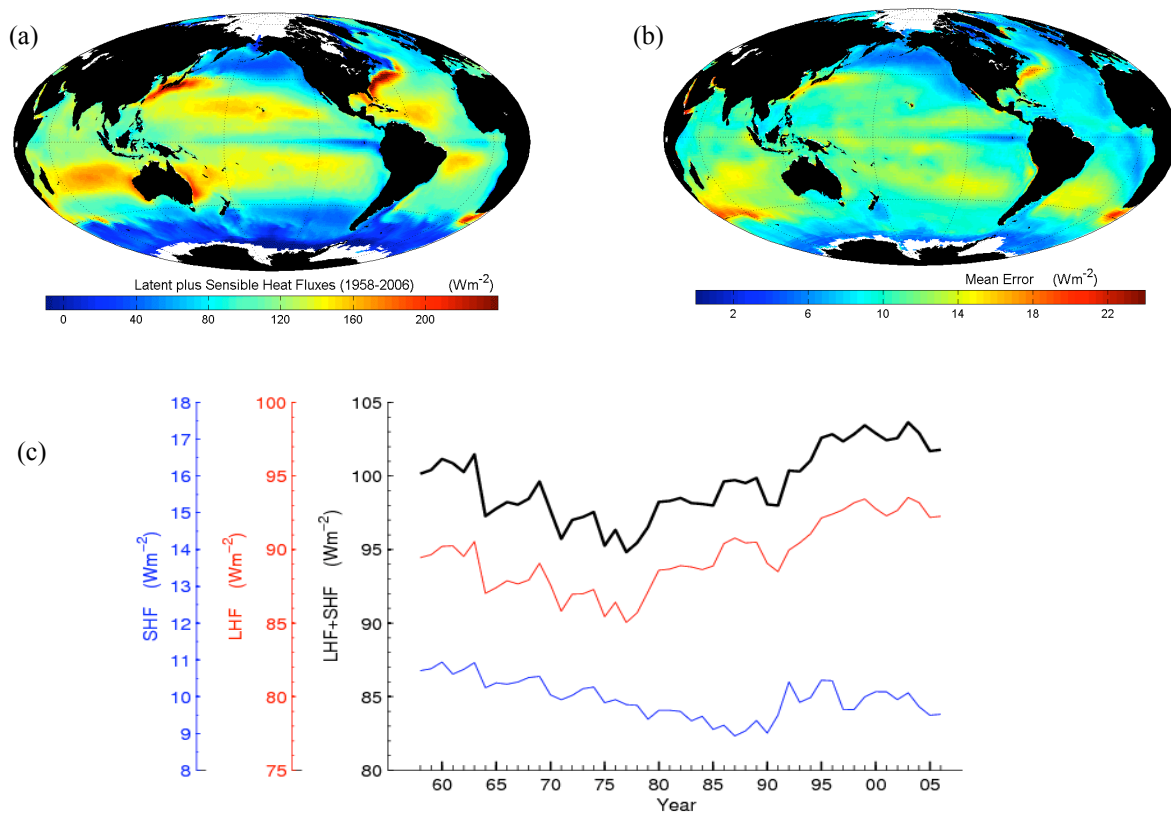 (a)
Latent plus Sensible Heat Fluxes (1958-2006) (Wm−2)
0 40 80 120 160 200
(b)
Mean Error (Wm−2)
2 6 10 14 18 22
(c)
SHF (Wm−2)
18
17
16
15
14
13
12
11
10
9
8
LHF (Wm−2)
100
95
90
85
80
75
LHF+SHF (Wm−2)
105
100
95
90
85
80
60 65 70 75 80 85 90 95 00 05
Year